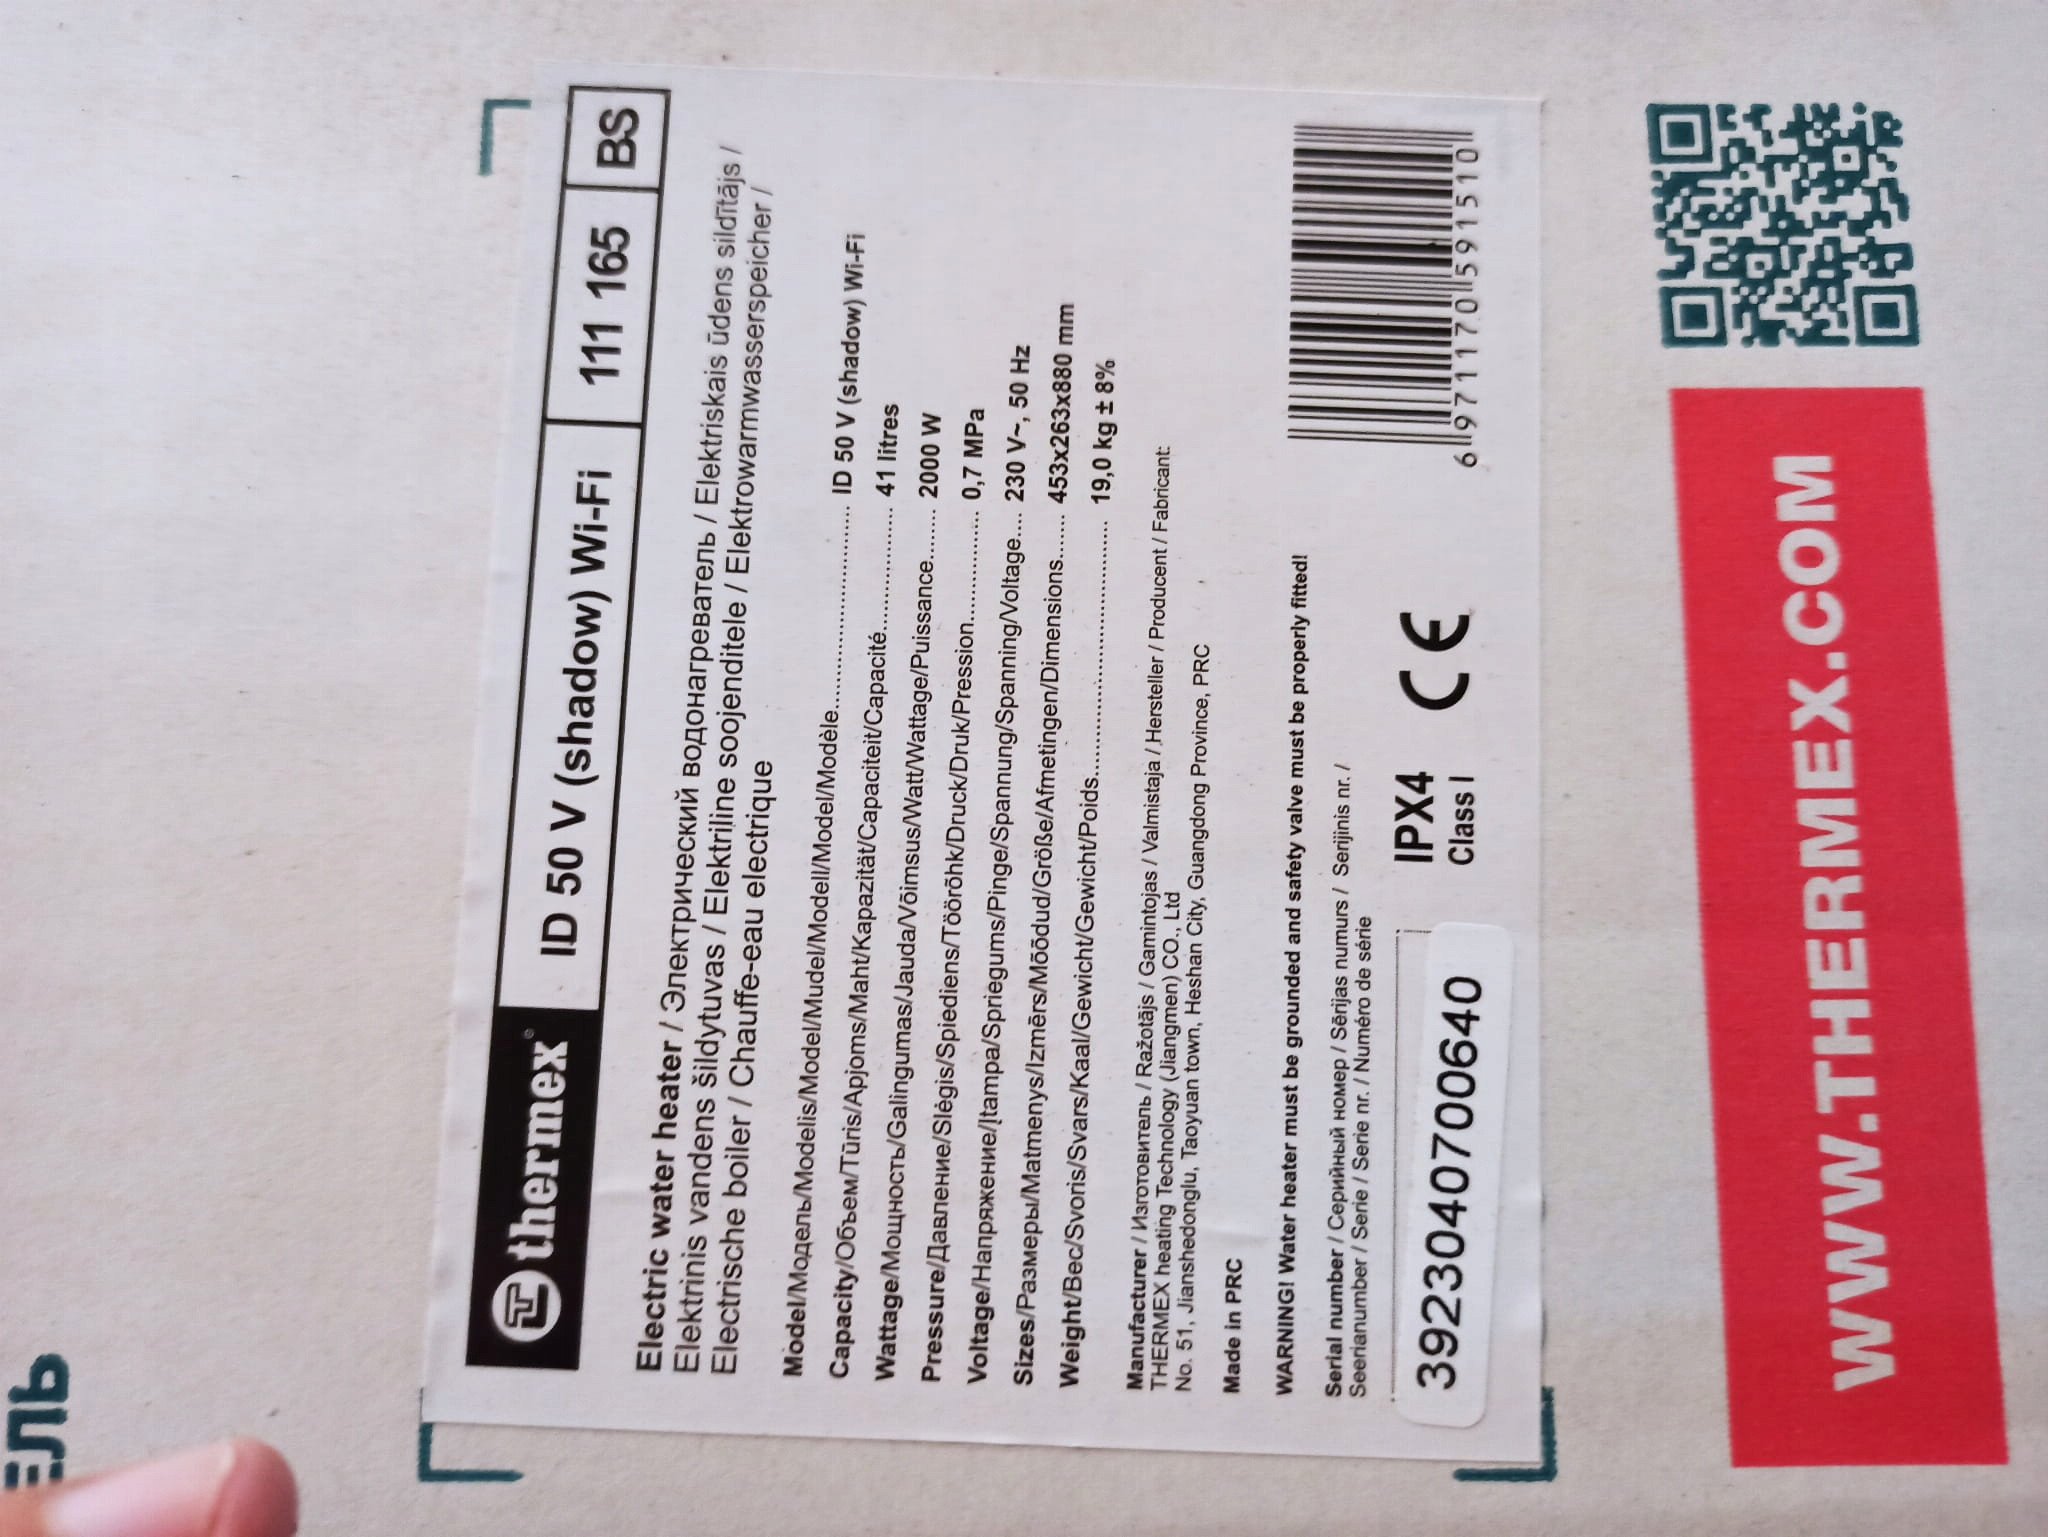 ЕЛЬ
thermex® ID 50 V (shadow) Wi-Fi 111 165 BS
Electric water heater / Электрический водонагреватель / Elektriskais ūdens sildītājs /
Elektrinis vandens šildytuvas / Elektriline soojenditele / Elektrowarmwasserspeicher /
Electrische boiler / Chauffe-eau electrique
Model/Модель/Modelis/Model/Mudel/Modell/Model/Modèle.................... ID 50 V (shadow) Wi-Fi
Capacity/Объем/Tūris/Apjoms/Maht/Kapazität/Capaciteit/Capacité............ 41 litres
Wattage/Мощность/Galingumas/Jauda/Võimsus/Watt/Wattage/Puissance........ 2000 W
Pressure/Давление/Slėgis/Spiediens/Töörõhk/Druck/Druk/Pression............ 0,7 MPa
Voltage/Напряжение/Įtampa/Spriegums/Pinge/Spannung/Spanning/Voltage.... 230 V~, 50 Hz
Sizes/Размеры/Matmenys/Izmērs/Mõõdud/Größe/Afmetingen/Dimensions...... 453x263x880 mm
Weight/Вес/Svoris/Svars/Kaal/Gewicht/Gewicht/Poids............................ 19,0 kg ± 8%
Manufacturer / Изготовитель / Ražotājs / Gamintojas / Valmistaja / Hersteller / Producent / Fabricant:
THERMEX heating Technology (Jiangmen) CO., Ltd
No. 51, Jianshedonglu, Taoyuan town, Heshan City, Guangdong Province, PRC
Made in PRC
WARNING! Water heater must be grounded and safety valve must be properly fitted!
Serial number / Серийный номер / Sērijas numurs / Serijinis nr. /
Seerianumber / Serie / Serie nr. / Numéro de série
3923040700640
IPX4
Class I
CE
6 971170 591510
WWW.THERMEX.COM